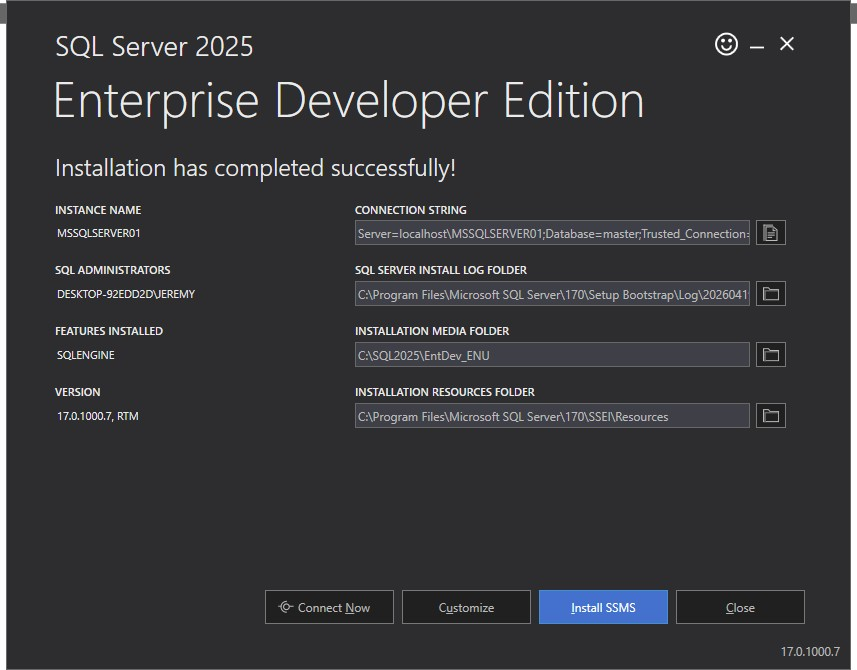 SQL Server 2025
Enterprise Developer Edition
Installation has completed successfully!
INSTANCE NAME
MSSQLSERVER01
CONNECTION STRING
Server=localhost\MSSQLSERVER01;Database=master;Trusted_Connection=
SQL ADMINISTRATORS
DESKTOP-92EDD2D\JEREMY
SQL SERVER INSTALL LOG FOLDER
C:\Program Files\Microsoft SQL Server\170\Setup Bootstrap\Log\2026041
FEATURES INSTALLED
SQLENGINE
INSTALLATION MEDIA FOLDER
C:\SQL2025\EntDev_ENU
VERSION
17.0.1000.7, RTM
INSTALLATION RESOURCES FOLDER
C:\Program Files\Microsoft SQL Server\170\SSEI\Resources
Connect Now
Customize
Install SSMS
Close
17.0.1000.7